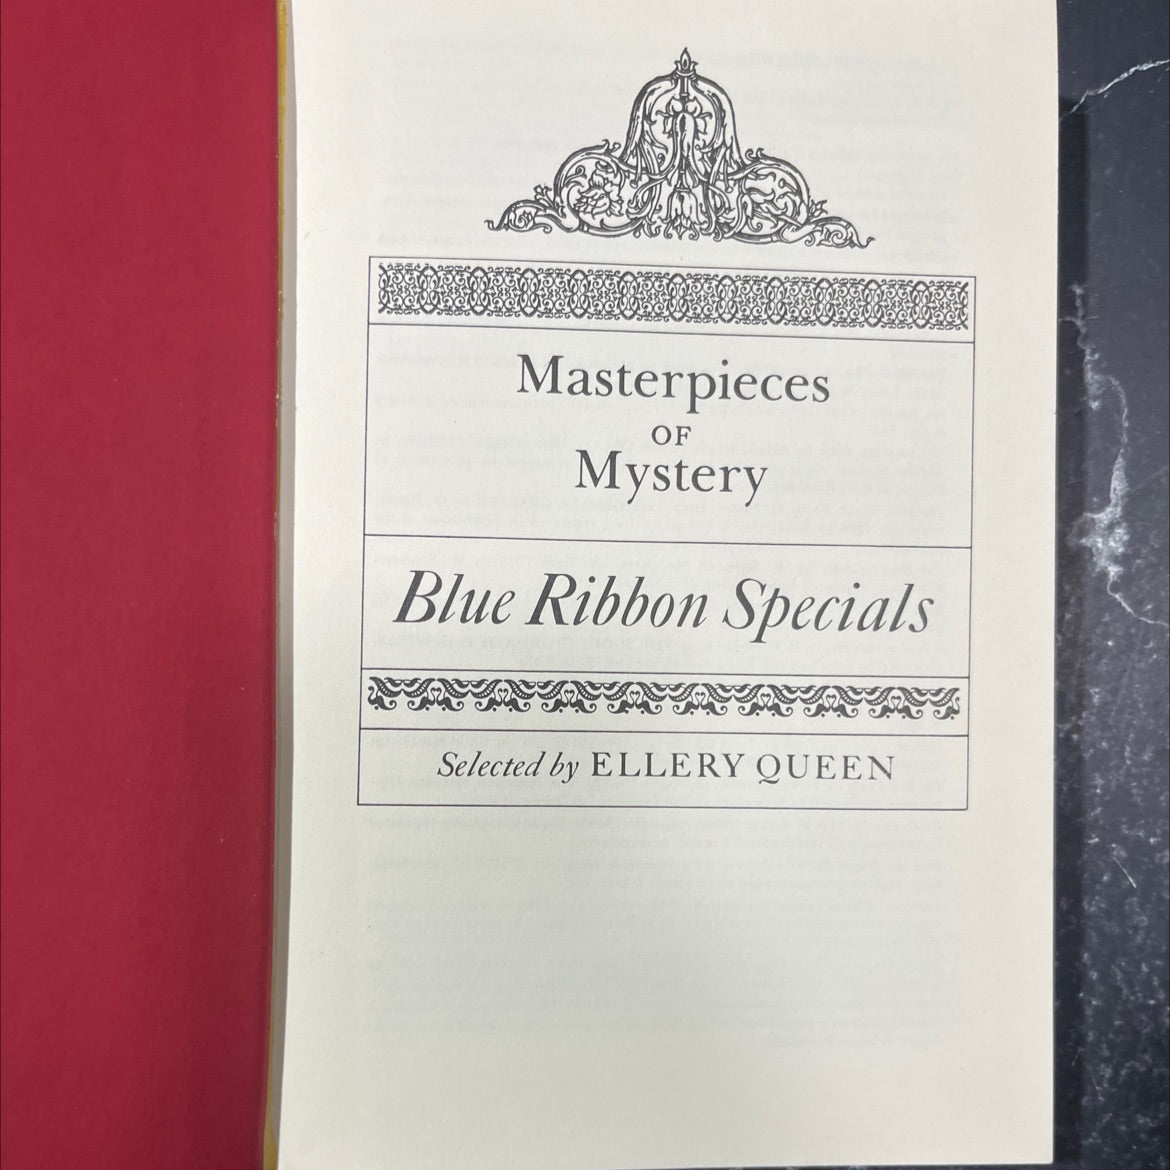 Masterpieces
OF
Mystery
Blue Ribbon Specials
Selected by ELLERY QUEEN